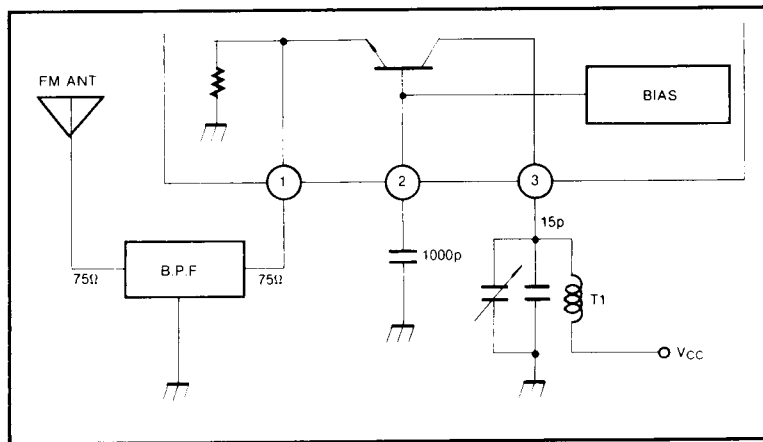 FM ANT
BIAS
1
2
3
15p
1000p
75Ω
B.P.F
75Ω
T1
VCC